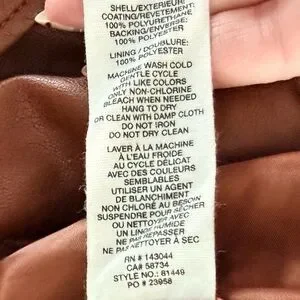 SHELL/EXTERIEUR
COATING/REVETEMENT:
100% POLYURETHANE
BACKING/ENVERS:
100% POLYESTER
LINING / DOUBLURE:
100% POLYESTER
MACHINE WASH COLD
GENTLE CYCLE
WITH LIKE COLORS
ONLY NON-CHLORINE
BLEACH WHEN NEEDED
HANG TO DRY
OR CLEAN WITH DAMP CLOTH
DO NOT IRON
DO NOT DRY CLEAN
LAVER À LA MACHINE
À L'EAU FROIDE
AU CYCLE DÉLICAT
AVEC DES COULEURS
SEMBLABLES
UTILISER UN AGENT
DE BLANCHIMENT
NON CHLORÉ AU BESOIN
SUSPENDRE POUR SÉCHER
OU NETTOYER AVEC
UN LINGE HUMIDE
NE PAS REPASSER
NE PAS NETTOYER À SEC
RN # 143044
CA# 58734
STYLE NO.: 81449
PO # 23958